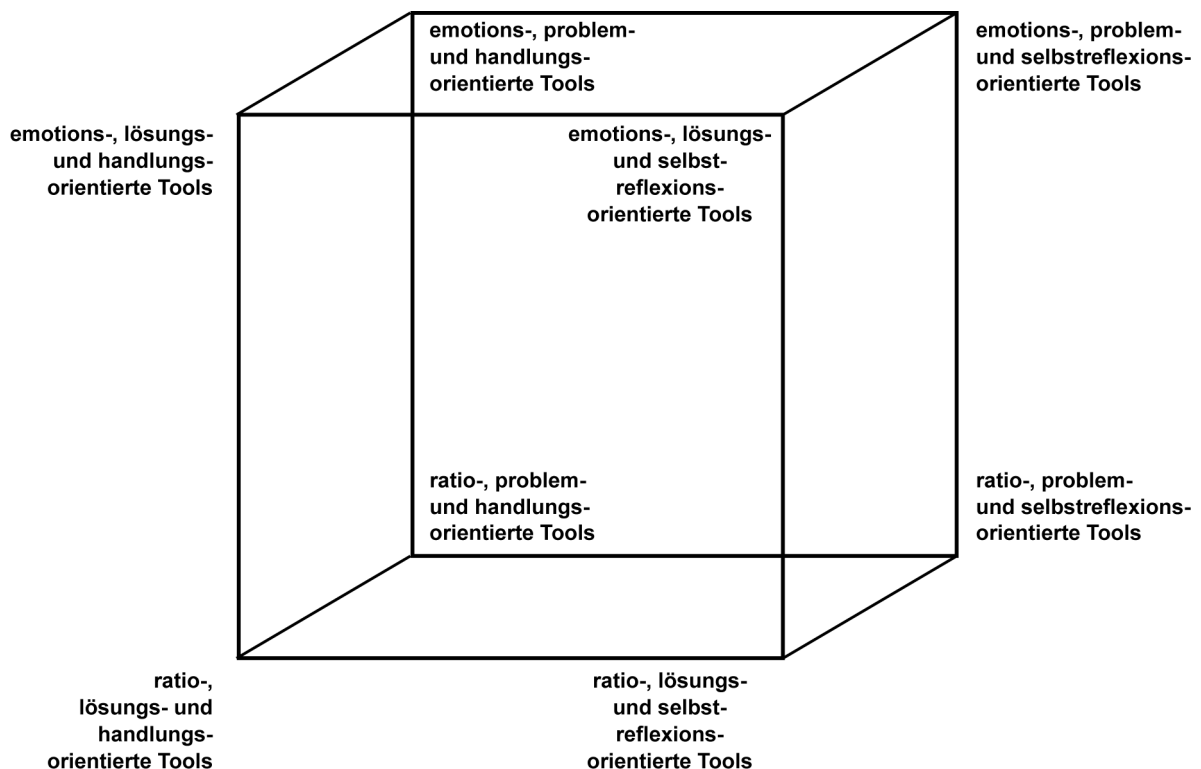 emotions-, problem-
und handlungs-
orientierte Tools
emotions-, problem-
und selbstreflexions-
orientierte Tools
emotions-, lösungs-
und handlungs-
orientierte Tools
emotions-, lösungs-
und selbst-
reflexions-
orientierte Tools
ratio-, problem-
und handlungs-
orientierte Tools
ratio-, problem-
und selbstreflexions-
orientierte Tools
ratio-,
lösungs- und
handlungs-
orientierte Tools
ratio-, lösungs-
und selbst-
reflexions-
orientierte Tools